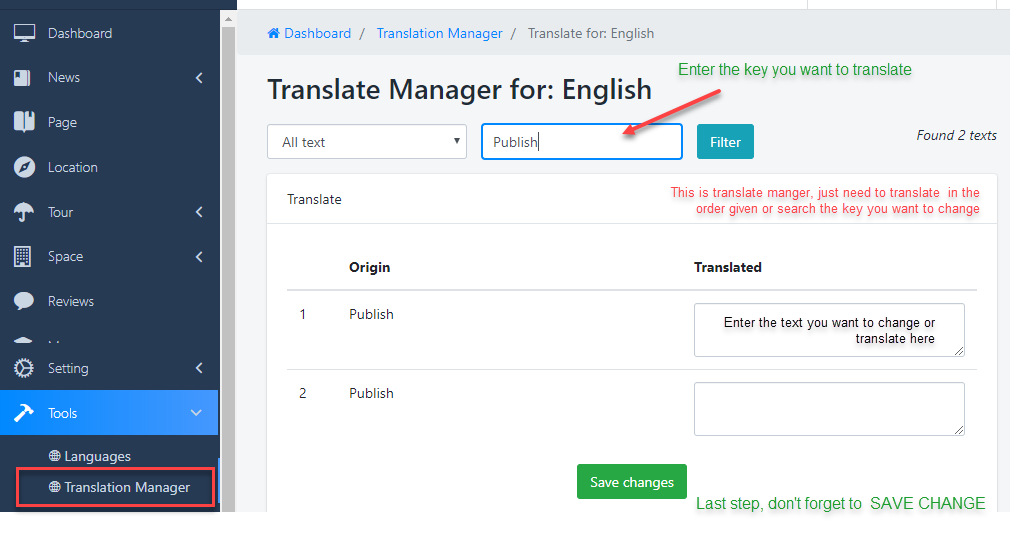 Dashboard
News
Page
Location
Tour
Space
Reviews
Setting
Tools
Languages
Translation Manager
Dashboard / Translation Manager / Translate for: English
Enter the key you want to translate
Translate Manager for: English
All text
Publish
Filter
Found 2 texts
Translate
This is translate manger, just need to translate in the
order given or search the key you want to change
Origin Translated
1 Publish
Enter the text you want to change or
translate here
2 Publish
Save changes
Last step, don't forget to SAVE CHANGE